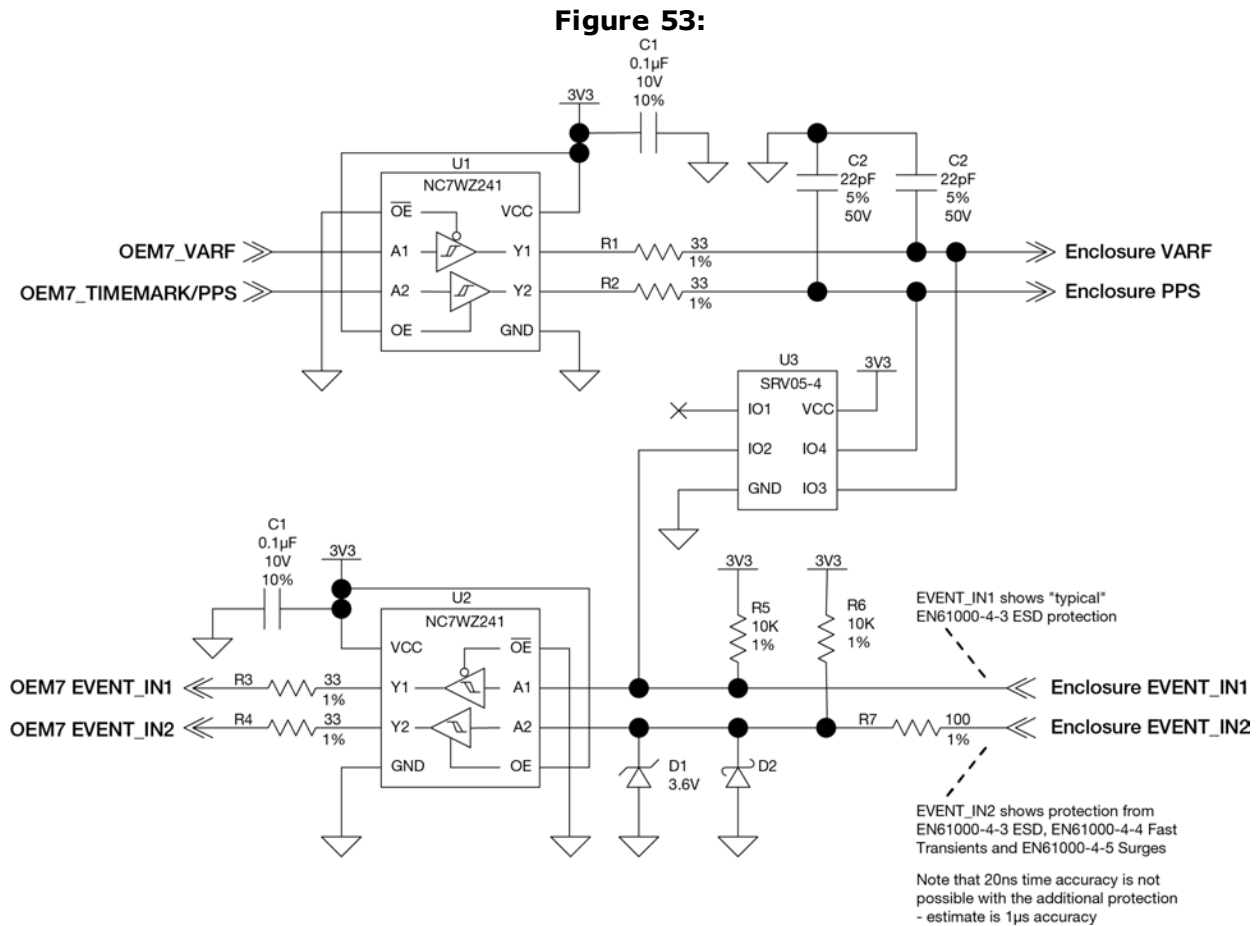 Figure 53:
C1
0.1µF
10V
10%
3V3
U1
NC7WZ241
OE
VCC
A1
Y1
A2
Y2
OE
GND
OEM7_VARF
OEM7_TIMEMARK/PPS
R1
33
1%
R2
33
1%
C2
22pF
5%
50V
C2
22pF
5%
50V
Enclosure VARF
Enclosure PPS
U3
SRV05-4
3V3
IO1
VCC
IO2
IO4
GND
IO3
C1
0.1µF
10V
10%
3V3
U2
NC7WZ241
VCC
OE
Y1
A1
Y2
A2
GND
OE
OEM7 EVENT_IN1
OEM7 EVENT_IN2
R3
33
1%
R4
33
1%
3V3
R5
10K
1%
3V3
R6
10K
1%
D1
3.6V
D2
R7
100
1%
EVENT_IN1 shows "typical"
EN61000-4-3 ESD protection
Enclosure EVENT_IN1
Enclosure EVENT_IN2
EVENT_IN2 shows protection from
EN61000-4-3 ESD, EN61000-4-4 Fast
Transients and EN61000-4-5 Surges
Note that 20ns time accuracy is not
possible with the additional protection
- estimate is 1µs accuracy